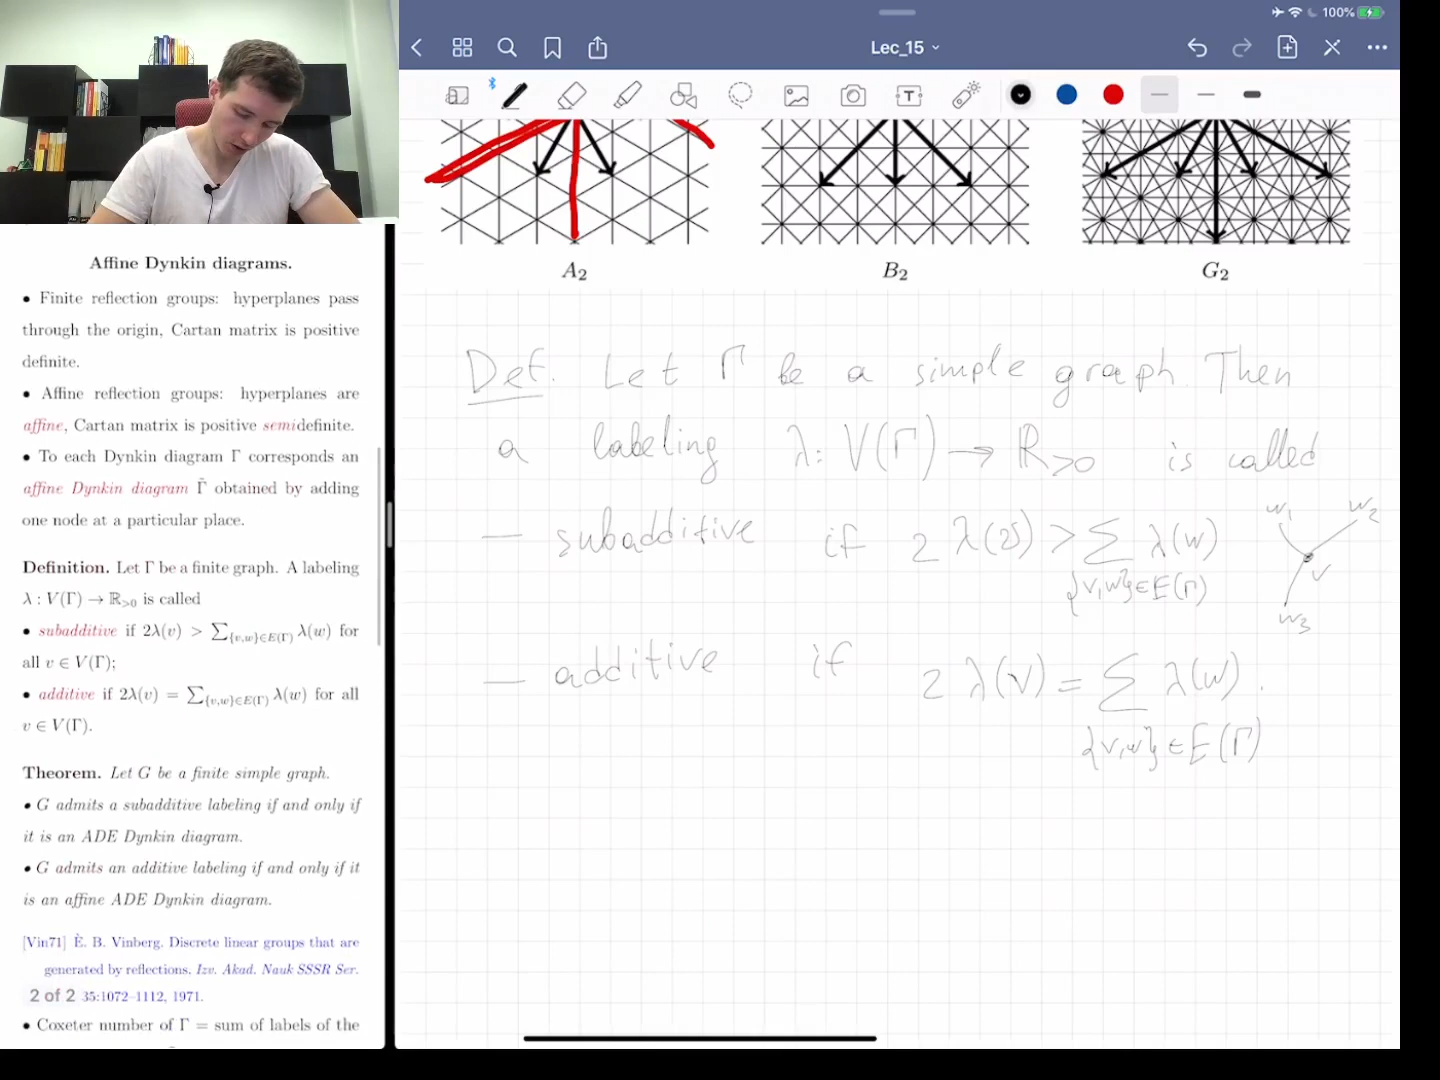 100%
Lec_15
A₂
B₂
G₂
Affine Dynkin diagrams.
• Finite reflection groups: hyperplanes pass
through the origin, Cartan matrix is positive
definite.
• Affine reflection groups: hyperplanes are
affine, Cartan matrix is positive semidefinite.
• To each Dynkin diagram Γ corresponds an
affine Dynkin diagram Γ̃ obtained by adding
one node at a particular place.
Definition. Let Γ be a finite graph. A labeling
λ : V(Γ) → ℝ>0 is called
• subadditive if 2λ(v) > ∑{v,w}∈E(Γ) λ(w) for
all v ∈ V(Γ);
• additive if 2λ(v) = ∑{v,w}∈E(Γ) λ(w) for all
v ∈ V(Γ).
Theorem. Let G be a finite simple graph.
• G admits a subadditive labeling if and only if
it is an ADE Dynkin diagram.
• G admits an additive labeling if and only if it
is an affine ADE Dynkin diagram.
[Vin71] È. B. Vinberg. Discrete linear groups that are
generated by reflections. Izv. Akad. Nauk SSSR Ser.
2 of 2 35:1072–1112, 1971.
• Coxeter number of Γ = sum of labels of the
Def. Let Γ be a simple graph. Then
a labeling λ: V(Γ) → ℝ>0 is called
— subadditive if 2 λ(v) > ∑ λ(w)
{v,w}∈E(Γ)
w₁ w₂
v
w₃
— additive if 2 λ(v) = ∑ λ(w).
{v,w}∈E(Γ)